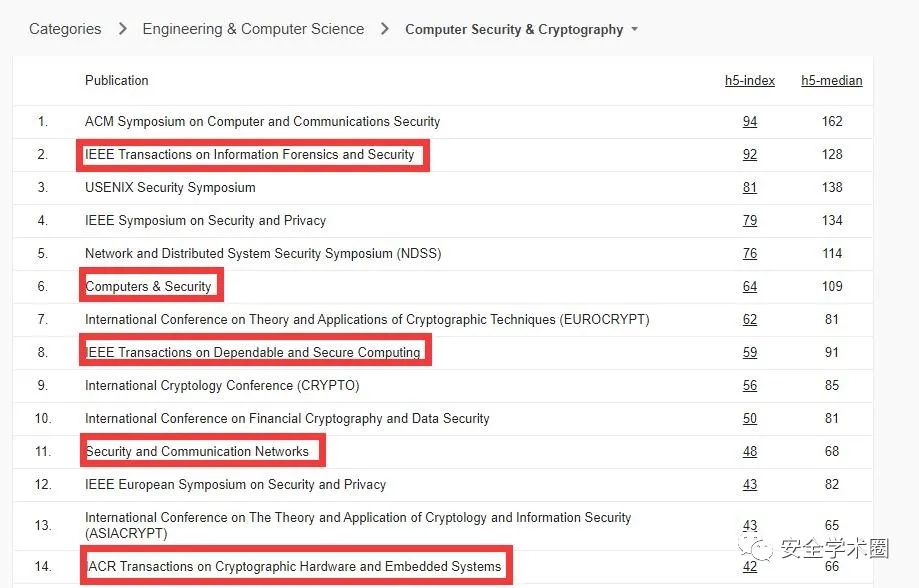 Categories > Engineering & Computer Science > Computer Security & Cryptography
Publication h5-index h5-median
1. ACM Symposium on Computer and Communications Security 94 162
2. IEEE Transactions on Information Forensics and Security 92 128
3. USENIX Security Symposium 81 138
4. IEEE Symposium on Security and Privacy 79 134
5. Network and Distributed System Security Symposium (NDSS) 76 114
6. Computers & Security 64 109
7. International Conference on Theory and Applications of Cryptographic Techniques (EUROCRYPT) 62 81
8. IEEE Transactions on Dependable and Secure Computing 59 91
9. International Cryptology Conference (CRYPTO) 56 85
10. International Conference on Financial Cryptography and Data Security 50 81
11. Security and Communication Networks 48 68
12. IEEE European Symposium on Security and Privacy 43 82
13. International Conference on The Theory and Application of Cryptology and Information Security 43 65
(ASIACRYPT)
安全学术圈
14. IACR Transactions on Cryptographic Hardware and Embedded Systems 42 66